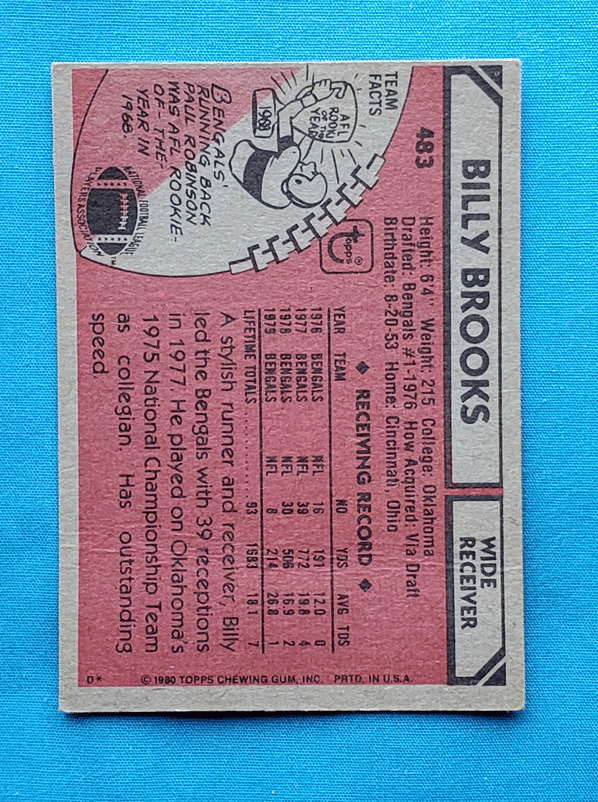 BILLY BROOKS
WIDE
RECEIVER
483
Height: 6'4" Weight: 215 College: Oklahoma
Drafted: Bengals #1-1976 How Acquired: Via Draft
Birthdate: 8-20-53 Home: Cincinnati, Ohio
topps®
TEAM
FACTS
AFL
ROOKIE
OF THE
YEAR
1968
BENGALS'
RUNNING BACK
PAUL ROBINSON
WAS AFL ROOKIE-
OF-THE-
YEAR IN
1968.
NATIONAL FOOTBALL LEAGUE
PLAYERS ASSOCIATION™
◆ RECEIVING RECORD ◆
YEAR TEAM NO YDS AVG TDS
1976 BENGALS NFL 16 191 12.0 0
1977 BENGALS NFL 39 772 19.8 4
1978 BENGALS NFL 30 506 16.9 2
1979 BENGALS NFL 8 214 26.8 1
LIFETIME TOTALS.......... 93 1683 18.1 7
A stylish runner and receiver, Billy
led the Bengals with 39 receptions
in 1977. He played on Oklahoma's
1975 National Championship Team
as collegian. Has outstanding
speed.
D* © 1980 TOPPS CHEWING GUM, INC. PRTD. IN U.S.A.